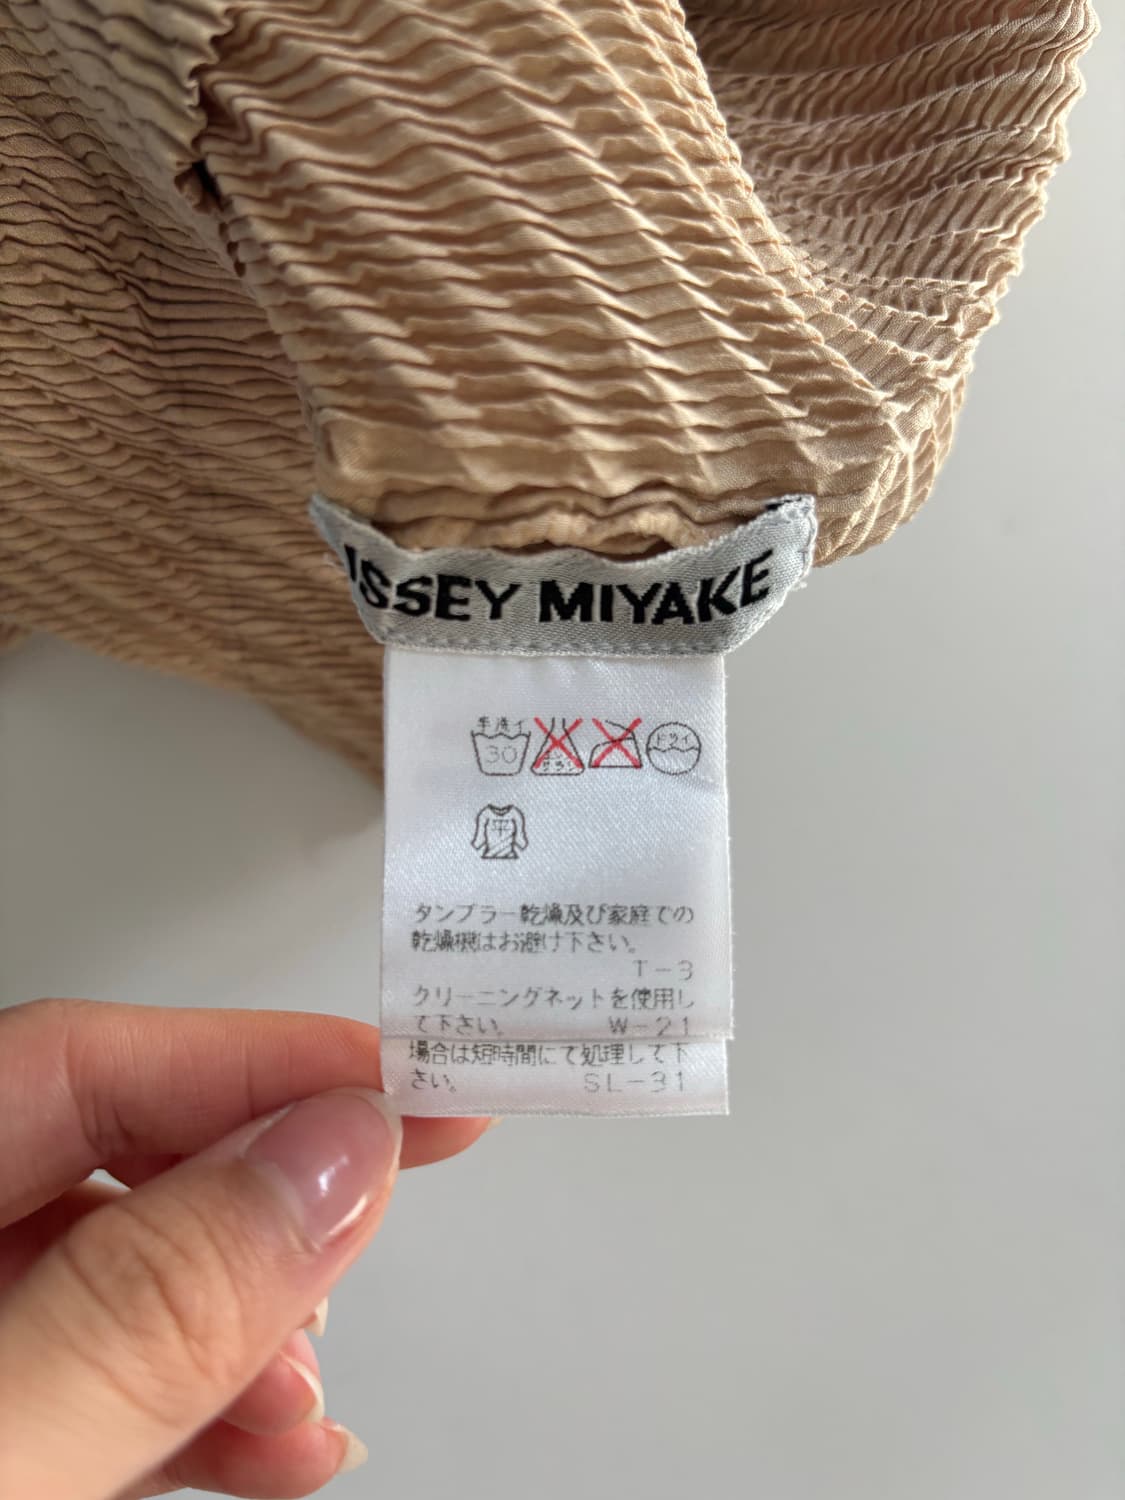 ISSEY MIYAKE
手洗イ
30
ドライ
平
タンブラー乾燥及び家庭での
乾燥機はお避け下さい。
T-3
クリーニングネットを使用し
て下さい。 W-21
場合は短時間にて処理して下
さい。 SL-31